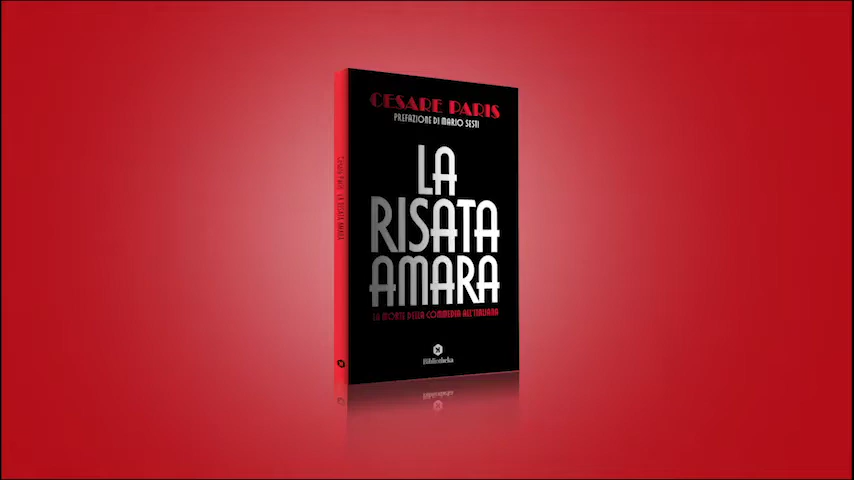 CESARE PARIS
PREFAZIONE DI MARIO SESTI
LA
RISATA
AMARA
LA MORTE DELLA COMMEDIA ALL'ITALIANA
Bibliotheka
CESARE PARIS LA RISATA AMARA